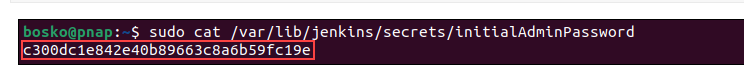 bosko@pnap:~$ sudo cat /var/lib/jenkins/secrets/initialAdminPassword
c300dc1e842e40b89663c8a6b59fc19e